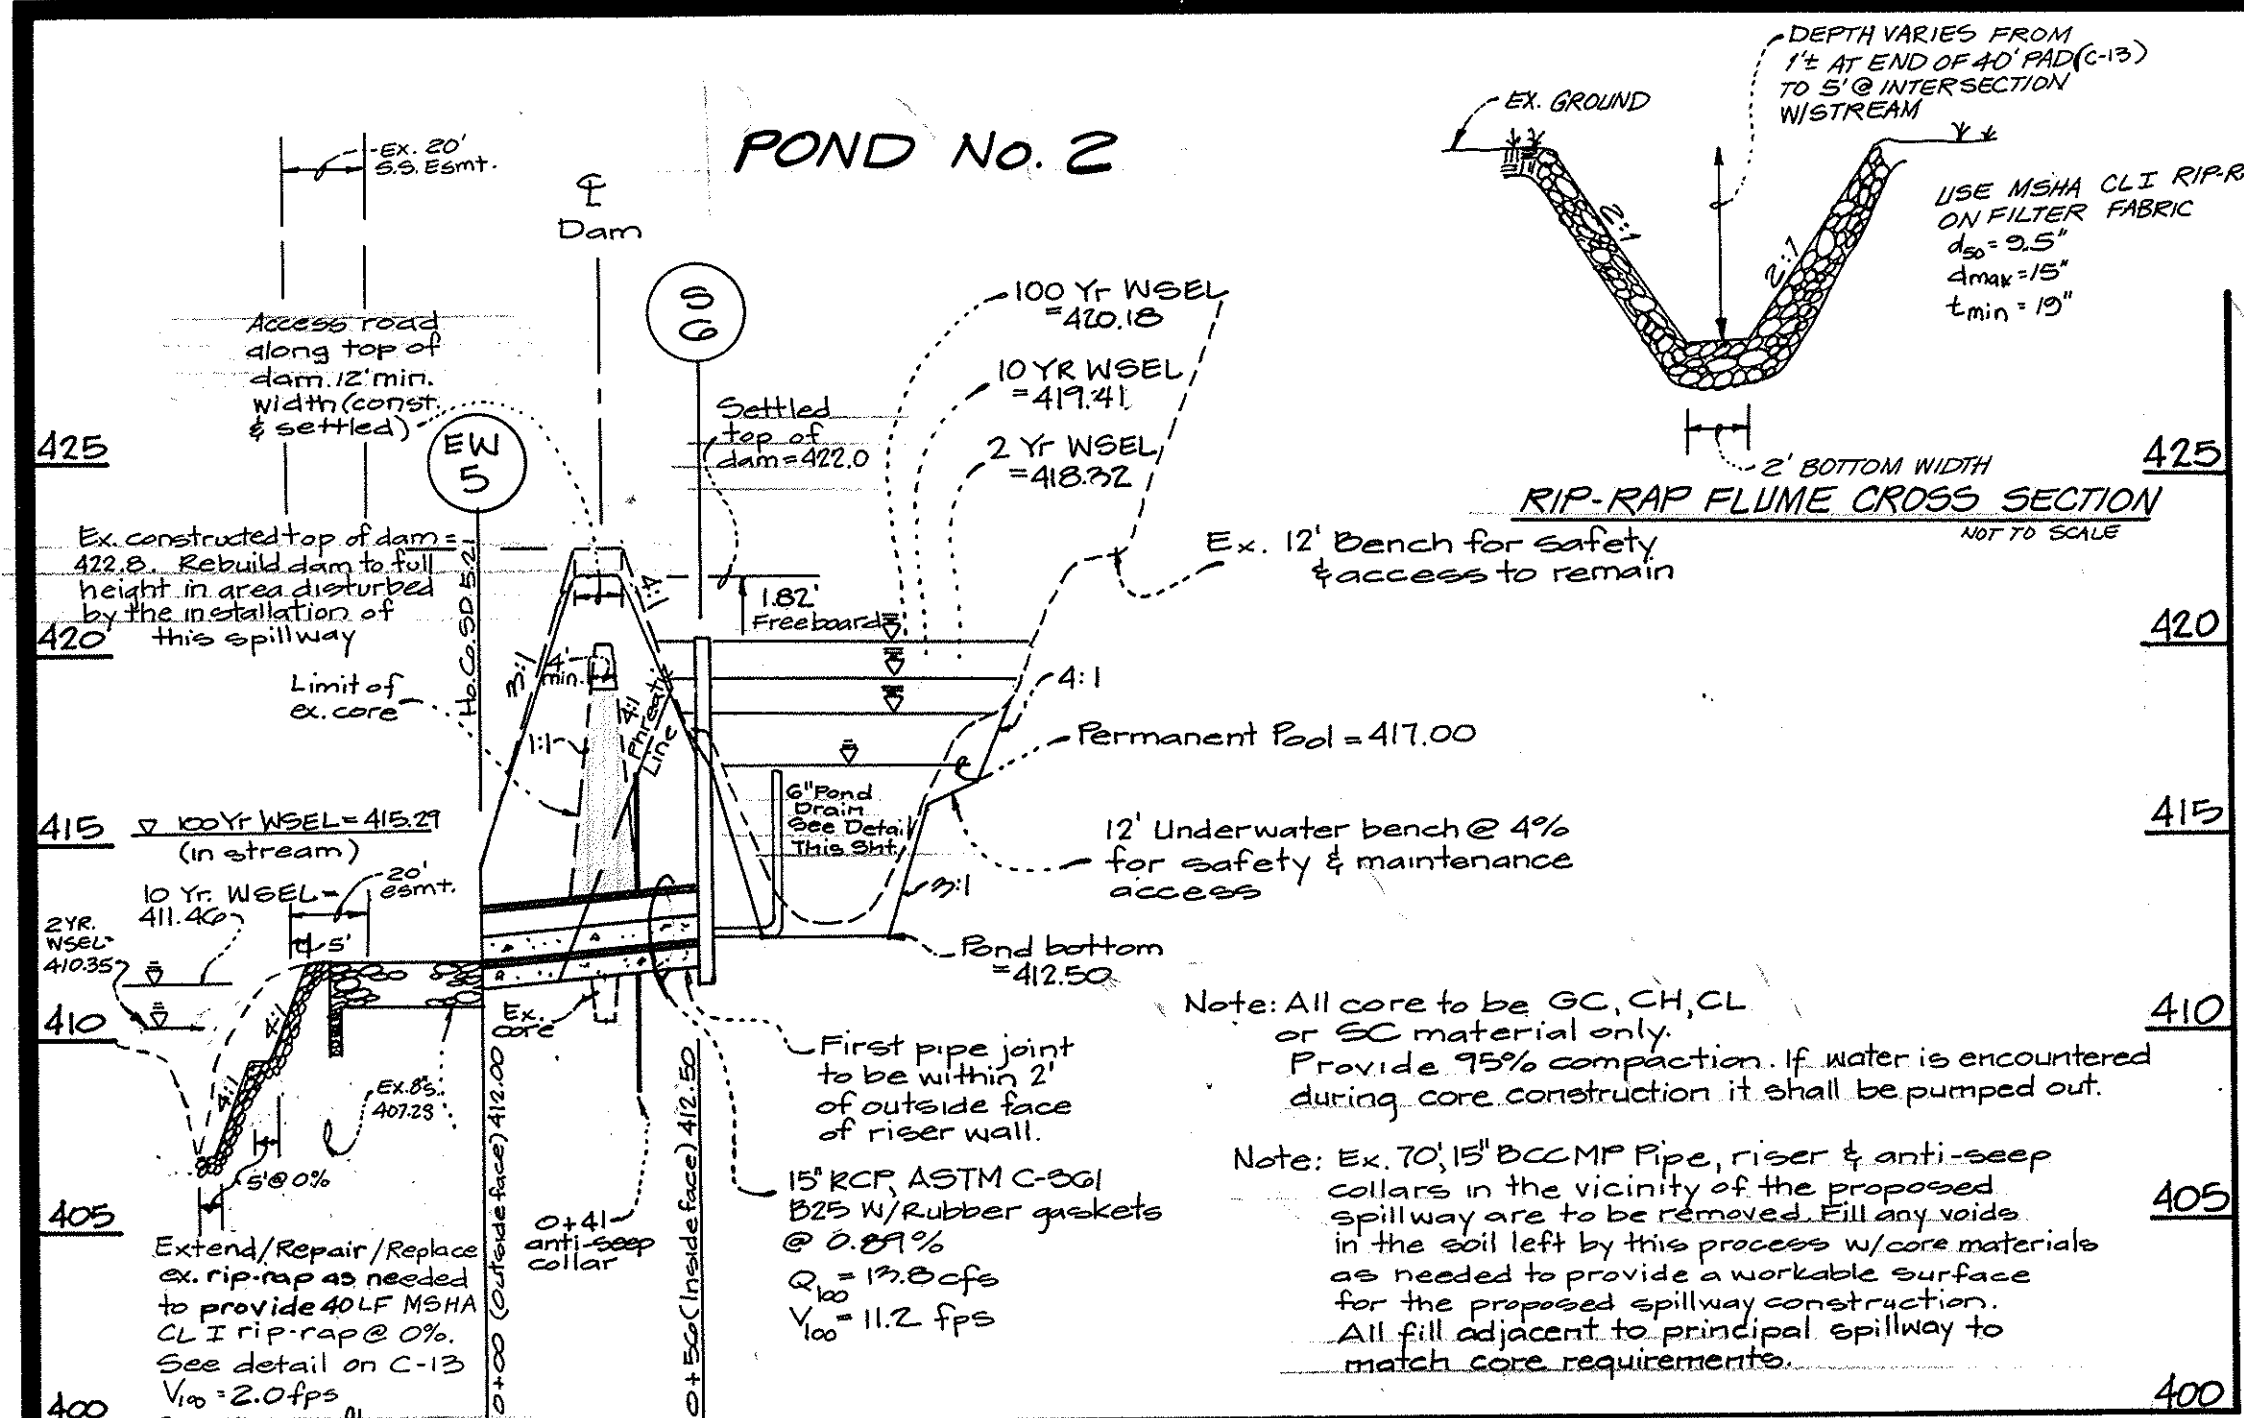 POND No. 2
EX. 20'
S.S. Esmt.
℄
Dam
S
6
Access road
along top of
dam. 12' min.
width (const.
& settled)
EW
5
Settled
top of
dam = 422.0
100 Yr WSEL
= 420.18
10 YR WSEL
= 419.41
2 Yr WSEL
= 418.32
DEPTH VARIES FROM
1'± AT END OF 40' PAD (C-13)
TO 5' @ INTERSECTION
W/STREAM
EX. GROUND
2:1
2:1
USE MSHA CL I RIP-R
ON FILTER FABRIC
d50 = 9.5"
dmax = 15"
tmin = 19"
2' BOTTOM WIDTH
RIP-RAP FLUME CROSS SECTION
NOT TO SCALE
425
425
Ex. constructed top of dam =
422.8. Rebuild dam to full
height in area disturbed
by the installation of
this spillway
Ho. Co. SD 5.21
4:1
1.82'
Freeboard
Ex. 12' Bench for safety
& access to remain
420
420
Limit of
ex. core
3:1
4'
min.
1:1
4:1
Phreatic
Line
4:1
Permanent Pool = 417.00
6" Pond
Drain
See Detail
This Sht.
415
100 Yr WSEL = 415.29
(in stream)
415
12' Underwater bench @ 4%
for safety & maintenance
access
3:1
Pond bottom
= 412.50
10 Yr. WSEL =
411.46
20'
esmt.
5'
2 YR.
WSEL=
410.35
410
410
4:1
4:1
Ex. 8"S.
407.23
5' @ 0%
Ex.
core
First pipe joint
to be within 2'
of outside face
of riser wall.
Note: All core to be GC, CH, CL
or SC material only.
Provide 95% compaction. If water is encountered
during core construction it shall be pumped out.
Note: Ex. 70', 15" BCCMP Pipe, riser & anti-seep
collars in the vicinity of the proposed
spillway are to be removed. Fill any voids
in the soil left by this process w/core materials
as needed to provide a workable surface
for the proposed spillway construction.
All fill adjacent to principal spillway to
match core requirements.
15" RCP, ASTM C-361
B25 W/Rubber gaskets
@ 0.89%
Q100 = 13.8 cfs
V100 = 11.2 fps
0+41
anti-seep
collar
0+00 (Outside face) 412.00
0+56 (Inside face) 412.50
405
405
Extend/Repair/Replace
ex. rip-rap as needed
to provide 40 LF MSHA
CL I rip-rap @ 0%.
See detail on C-13
V100 = 2.0 fps
400
400